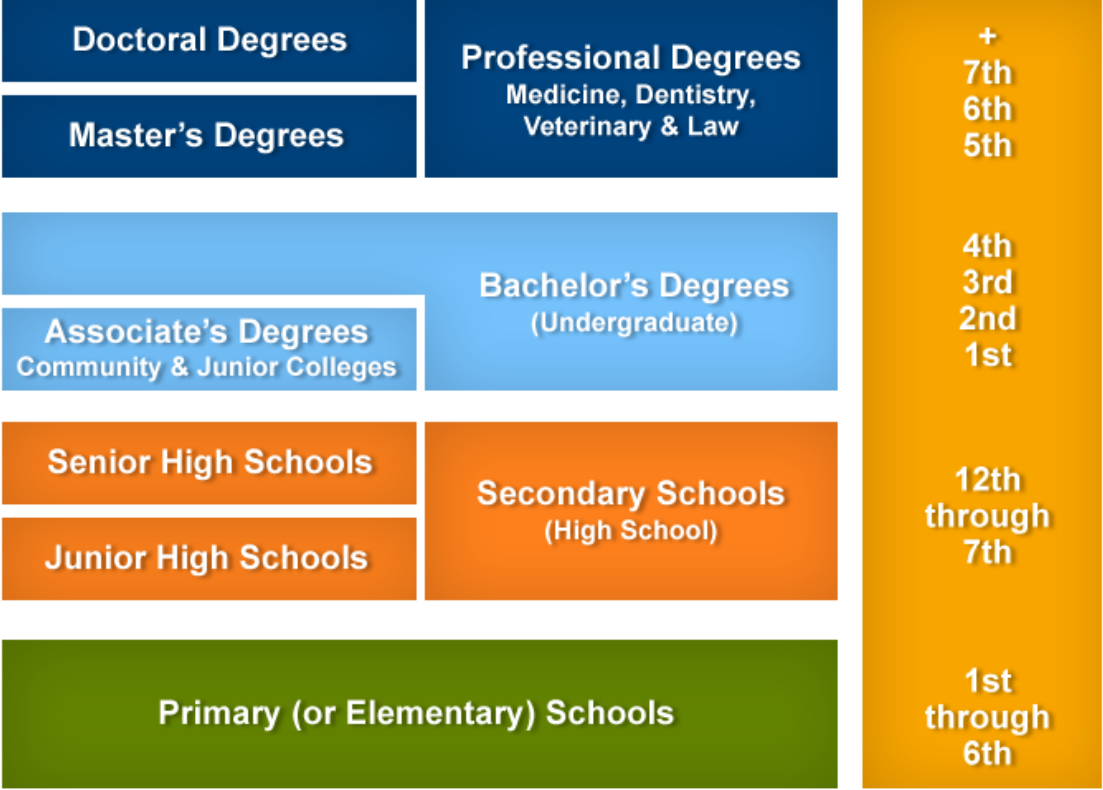 Doctoral Degrees
Master's Degrees
Professional Degrees
Medicine, Dentistry,
Veterinary & Law
+
7th
6th
5th
Bachelor's Degrees
(Undergraduate)
Associate's Degrees
Community & Junior Colleges
4th
3rd
2nd
1st
Senior High Schools
Junior High Schools
Secondary Schools
(High School)
12th
through
7th
Primary (or Elementary) Schools
1st
through
6th